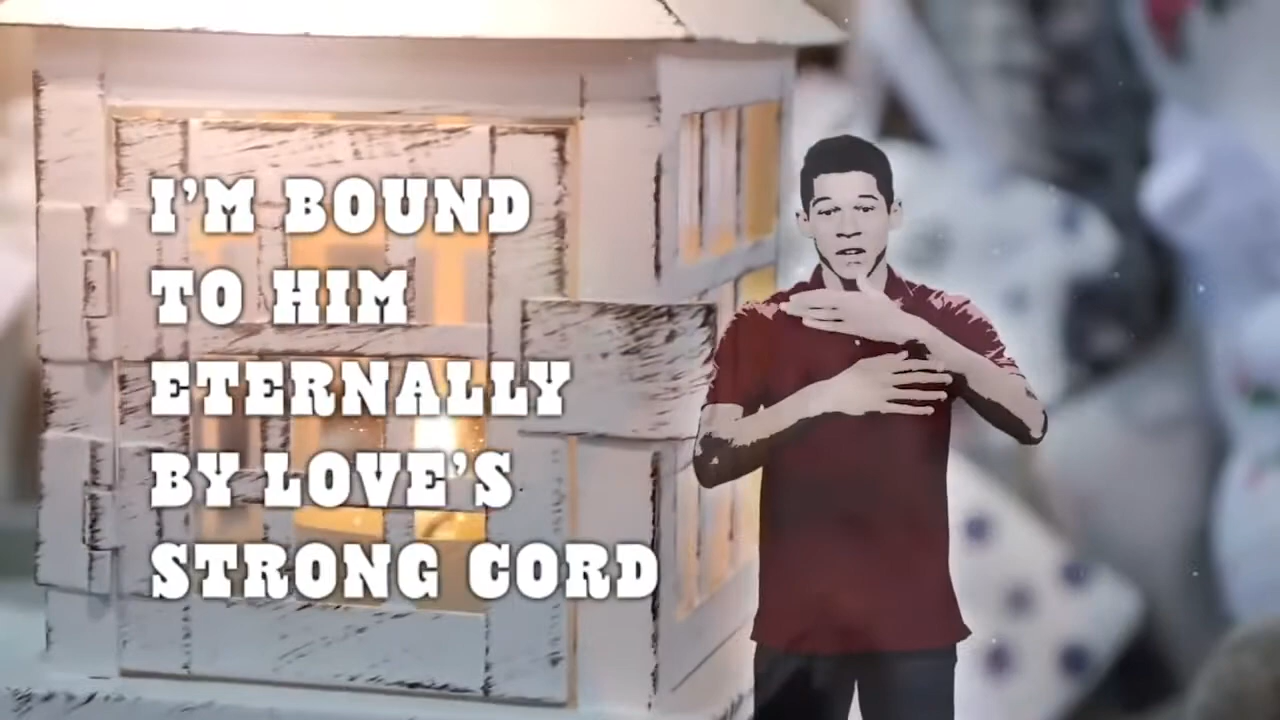 I'M BOUND
TO HIM
ETERNALLY
BY LOVE'S
STRONG CORD